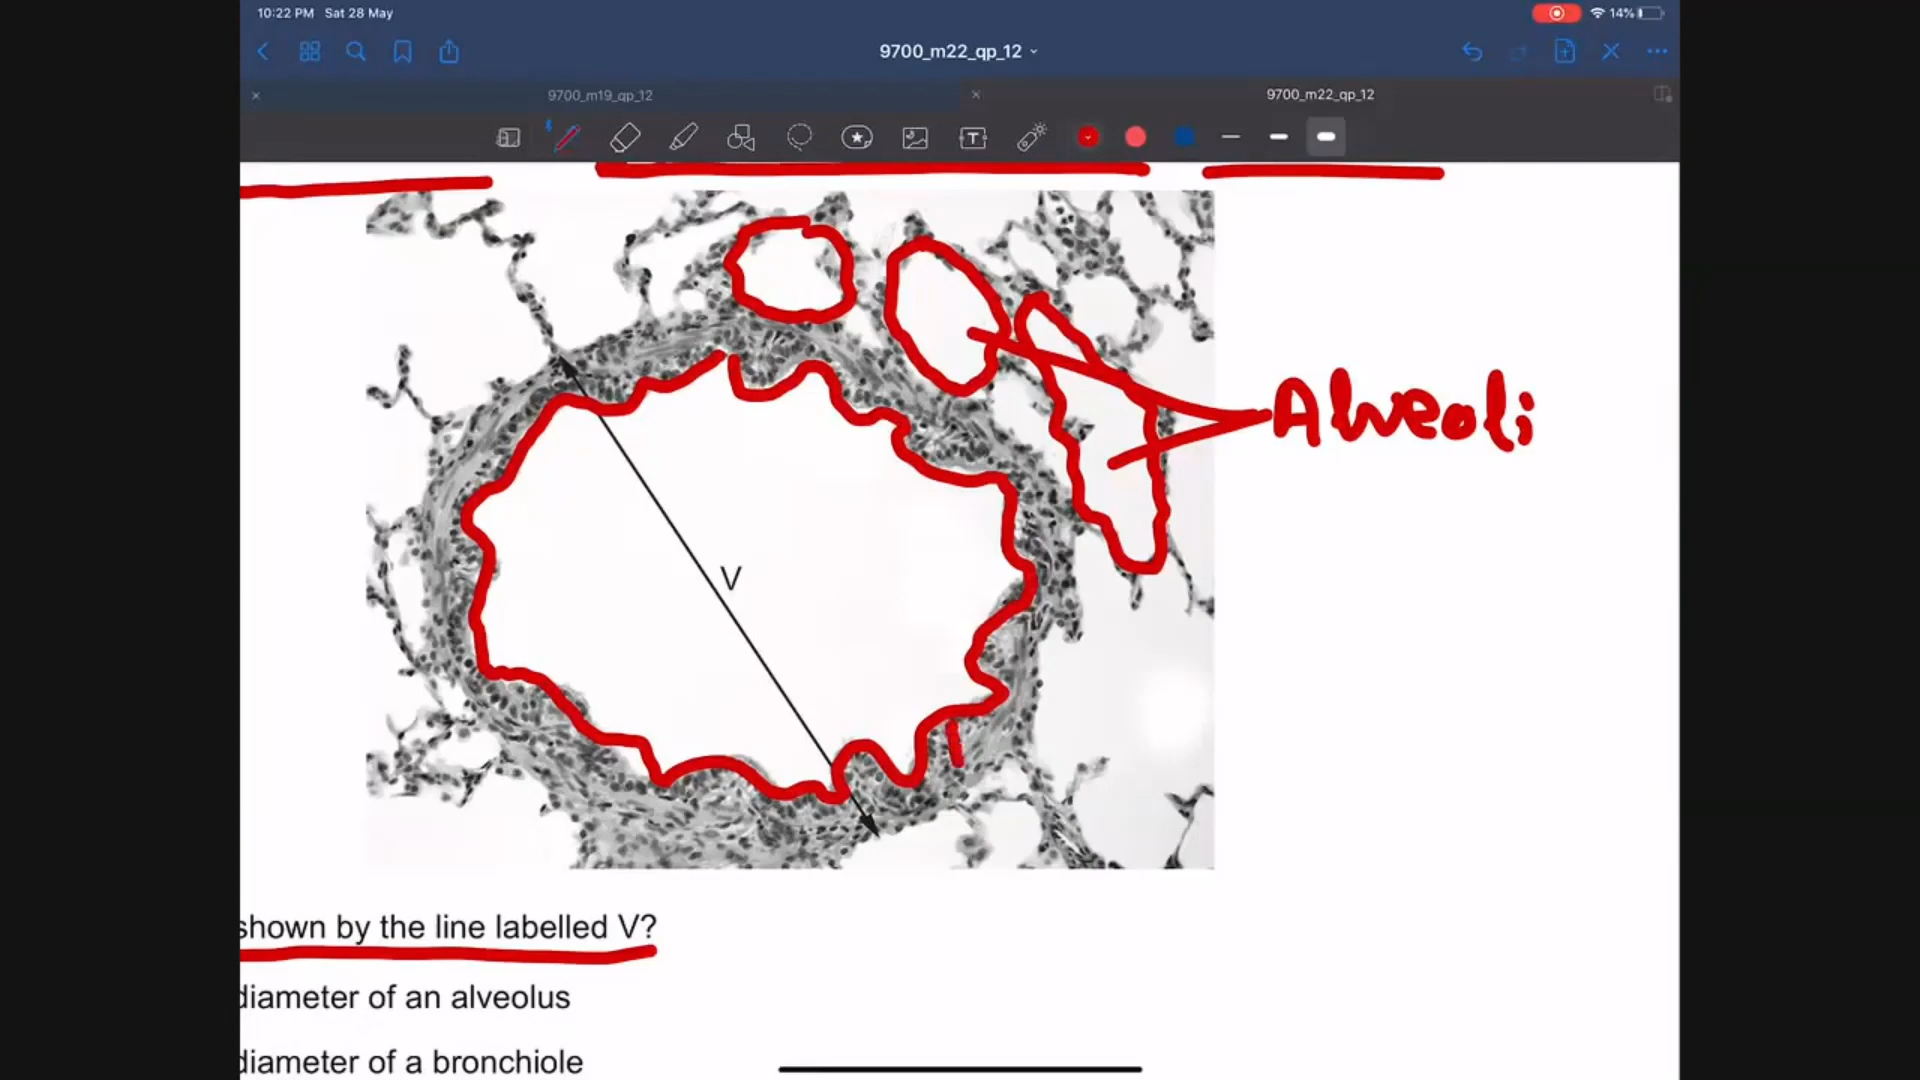 10:22 PM Sat 28 May
14%
9700_m22_qp_12
9700_m19_qp_12
9700_m22_qp_12
T
Alveoli
V
shown by the line labelled V?
diameter of an alveolus
diameter of a bronchiole